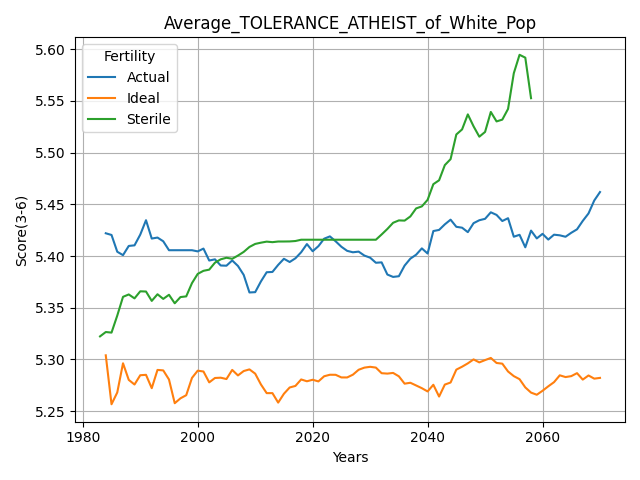 Average_TOLERANCE_ATHEIST_of_White_Pop
Fertility
Actual
Ideal
Sterile
Score(3-6)
5.60
5.55
5.50
5.45
5.40
5.35
5.30
5.25
1980
2000
2020
2040
2060
Years